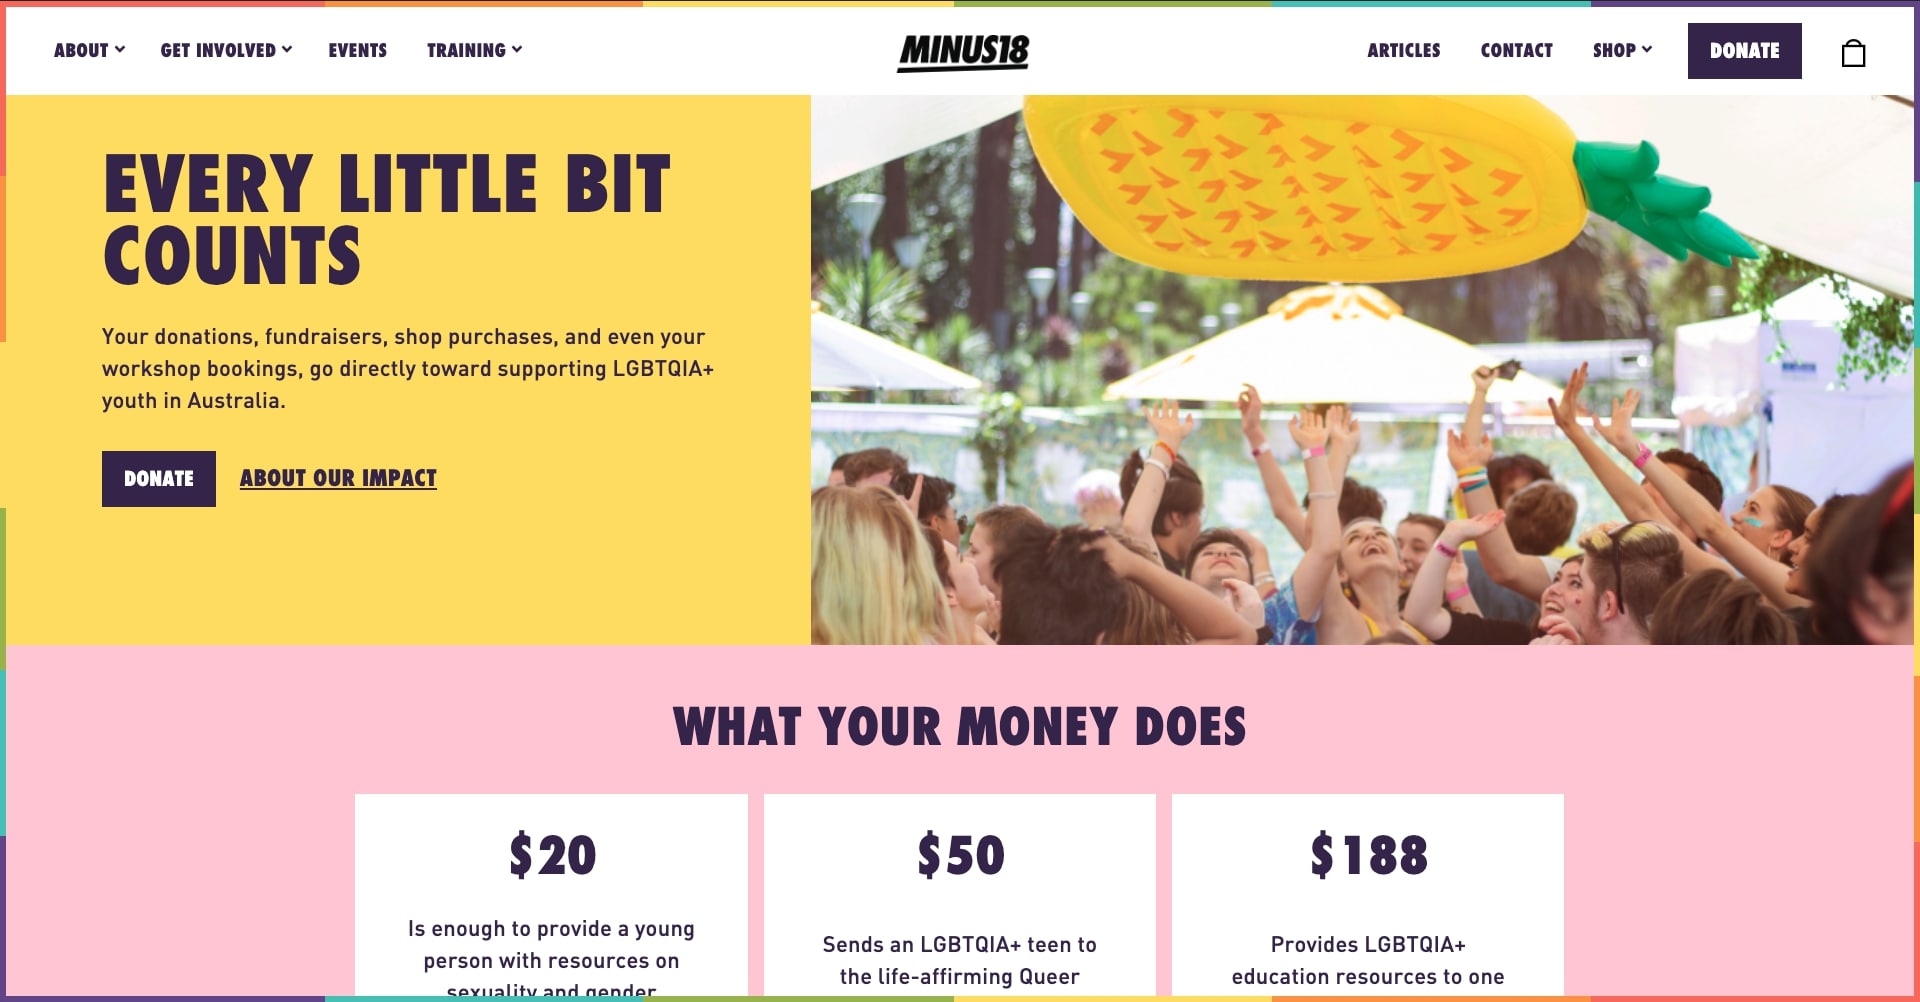 ABOUT GET INVOLVED EVENTS TRAINING MINUS18 ARTICLES CONTACT SHOP DONATE
EVERY LITTLE BIT
COUNTS
Your donations, fundraisers, shop purchases, and even your
workshop bookings, go directly toward supporting LGBTQIA+
youth in Australia.
DONATE ABOUT OUR IMPACT
WHAT YOUR MONEY DOES
$20
Is enough to provide a young
person with resources on
sexuality and gender
$50
Sends an LGBTQIA+ teen to
the life-affirming Queer
$188
Provides LGBTQIA+
education resources to one